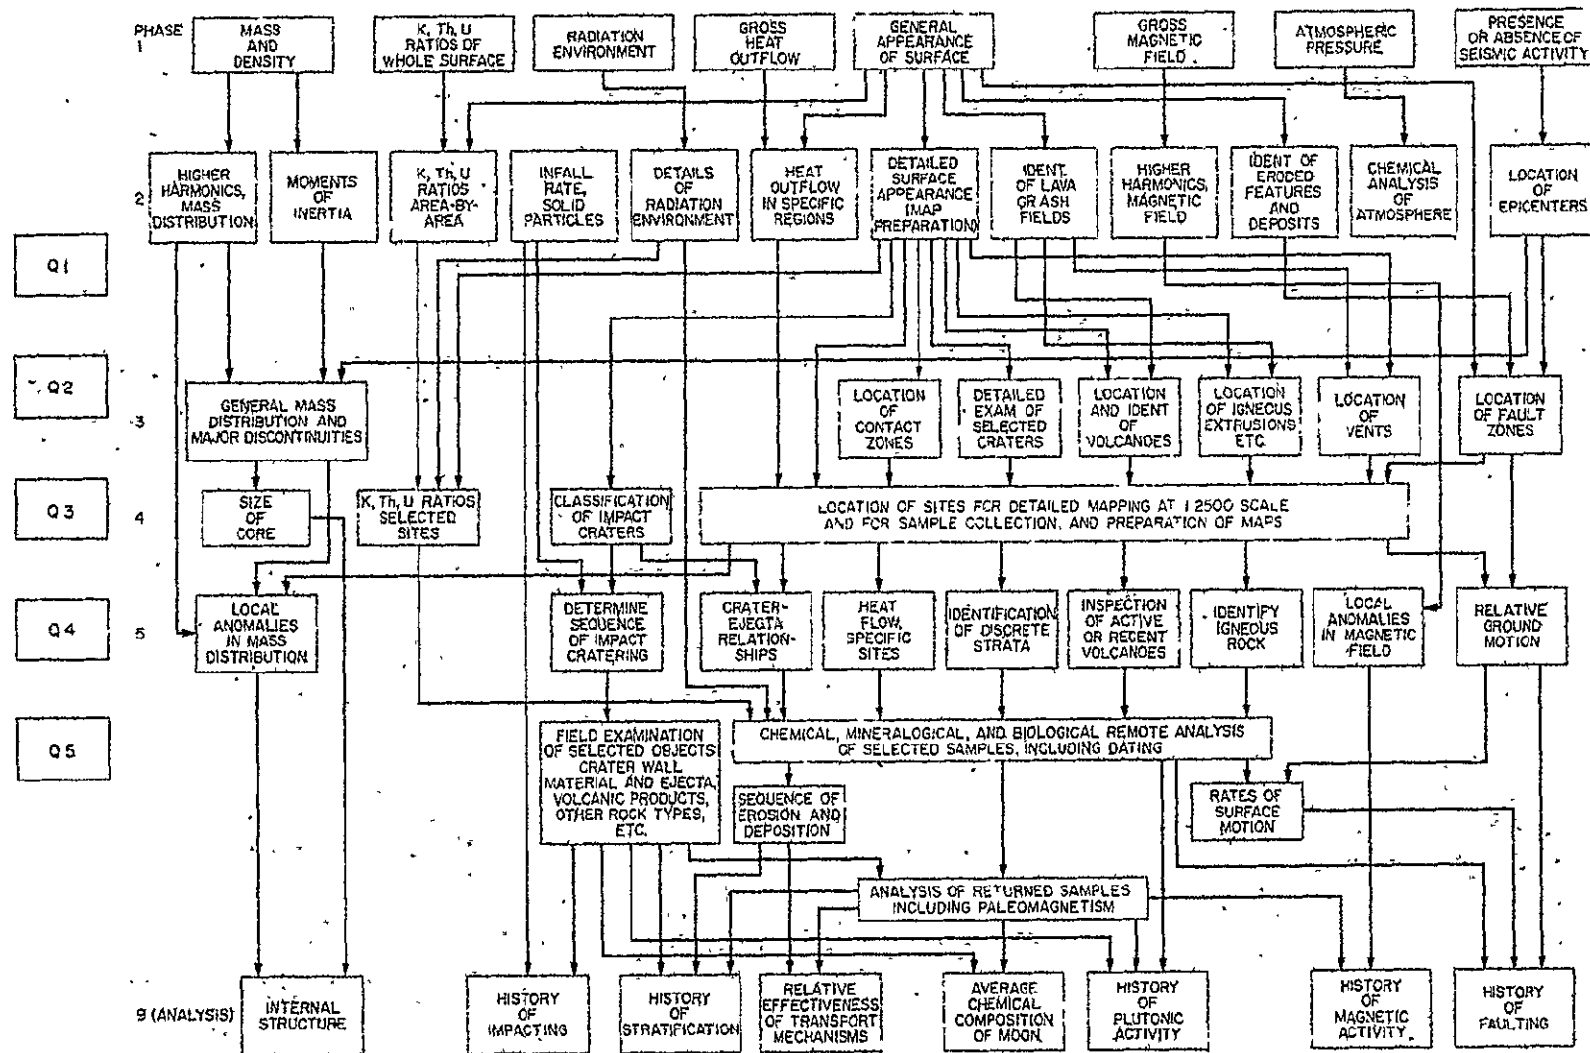 PHASE
1
MASS
AND
DENSITY
K, Th, U
RATIOS OF
WHOLE SURFACE
RADIATION
ENVIRONMENT
GROSS
HEAT
OUTFLOW
GENERAL
APPEARANCE
OF SURFACE
GROSS
MAGNETIC
FIELD
ATMOSPHERIC
PRESSURE
PRESENCE
OR ABSENCE OF
SEISMIC ACTIVITY
2
HIGHER
HARMONICS,
MASS
DISTRIBUTION
MOMENTS
OF
INERTIA
K, Th, U
RATIOS
AREA-BY-
AREA
INFALL
RATE,
SOLID
PARTICLES
DETAILS
OF
RADIATION
ENVIRONMENT
HEAT
OUTFLOW
IN SPECIFIC
REGIONS
DETAILED
SURFACE
APPEARANCE
(MAP
PREPARATION)
IDENT
OF LAVA
OR ASH
FIELDS
HIGHER
HARMONICS,
MAGNETIC
FIELD
IDENT OF
ERODED
FEATURES
AND
DEPOSITS
CHEMICAL
ANALYSIS
OF
ATMOSPHERE
LOCATION
OF
EPICENTERS
Q1
Q2
3
GENERAL MASS
DISTRIBUTION AND
MAJOR DISCONTINUITIES
LOCATION
OF
CONTACT
ZONES
DETAILED
EXAM OF
SELECTED
CRATERS
LOCATION
AND IDENT
OF
VOLCANOES
LOCATION
OF IGNEOUS
EXTRUSIONS
ETC
LOCATION
OF
VENTS
LOCATION
OF FAULT
ZONES
Q3
4
SIZE
OF
CORE
K, Th, U RATIOS
SELECTED
SITES
CLASSIFICATION
OF IMPACT
CRATERS
LOCATION OF SITES FOR DETAILED MAPPING AT 1 2500 SCALE
AND FOR SAMPLE COLLECTION, AND PREPARATION OF MAPS
Q4
5
LOCAL
ANOMALIES
IN MASS
DISTRIBUTION
DETERMINE
SEQUENCE
OF IMPACT
CRATERING
CRATER-
EJECTA
RELATION-
SHIPS
HEAT
FLOW,
SPECIFIC
SITES
IDENTIFICATION
OF DISCRETE
STRATA
INSPECTION
OF ACTIVE
OR RECENT
VOLCANOES
IDENTIFY
IGNEOUS
ROCK
LOCAL
ANOMALIES
IN MAGNETIC
FIELD
RELATIVE
GROUND
MOTION
Q5
FIELD EXAMINATION
OF SELECTED OBJECTS
CRATER WALL
MATERIAL AND EJECTA,
VOLCANIC PRODUCTS,
OTHER ROCK TYPES,
ETC.
CHEMICAL, MINERALOGICAL, AND BIOLOGICAL REMOTE ANALYSIS
OF SELECTED SAMPLES, INCLUDING DATING
SEQUENCE OF
EROSION AND
DEPOSITION
RATES OF
SURFACE
MOTION
ANALYSIS OF RETURNED SAMPLES
INCLUDING PALEOMAGNETISM
9 (ANALYSIS)
INTERNAL
STRUCTURE
HISTORY
OF
IMPACTING
HISTORY
OF
STRATIFICATION
RELATIVE
EFFECTIVENESS
OF TRANSPORT
MECHANISMS
AVERAGE
CHEMICAL
COMPOSITION
OF MOON
HISTORY
OF
PLUTONIC
ACTIVITY
HISTORY
OF
MAGNETIC
ACTIVITY
HISTORY
OF
FAULTING